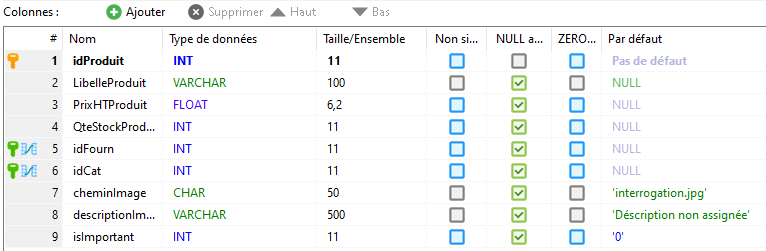 Colonnes : Ajouter Supprimer Haut Bas
# Nom Type de données Taille/Ensemble Non si... NULL a... ZERO... Par défaut
1 idProduit INT 11 Pas de défaut
2 LibelleProduit VARCHAR 100 NULL
3 PrixHTProduit FLOAT 6,2 NULL
4 QteStockProd... INT 11 NULL
5 idFourn INT 11 NULL
6 idCat INT 11 NULL
7 cheminImage CHAR 50 'interrogation.jpg'
8 descriptionIm... VARCHAR 500 'Déscription non assignée'
9 isImportant INT 11 '0'